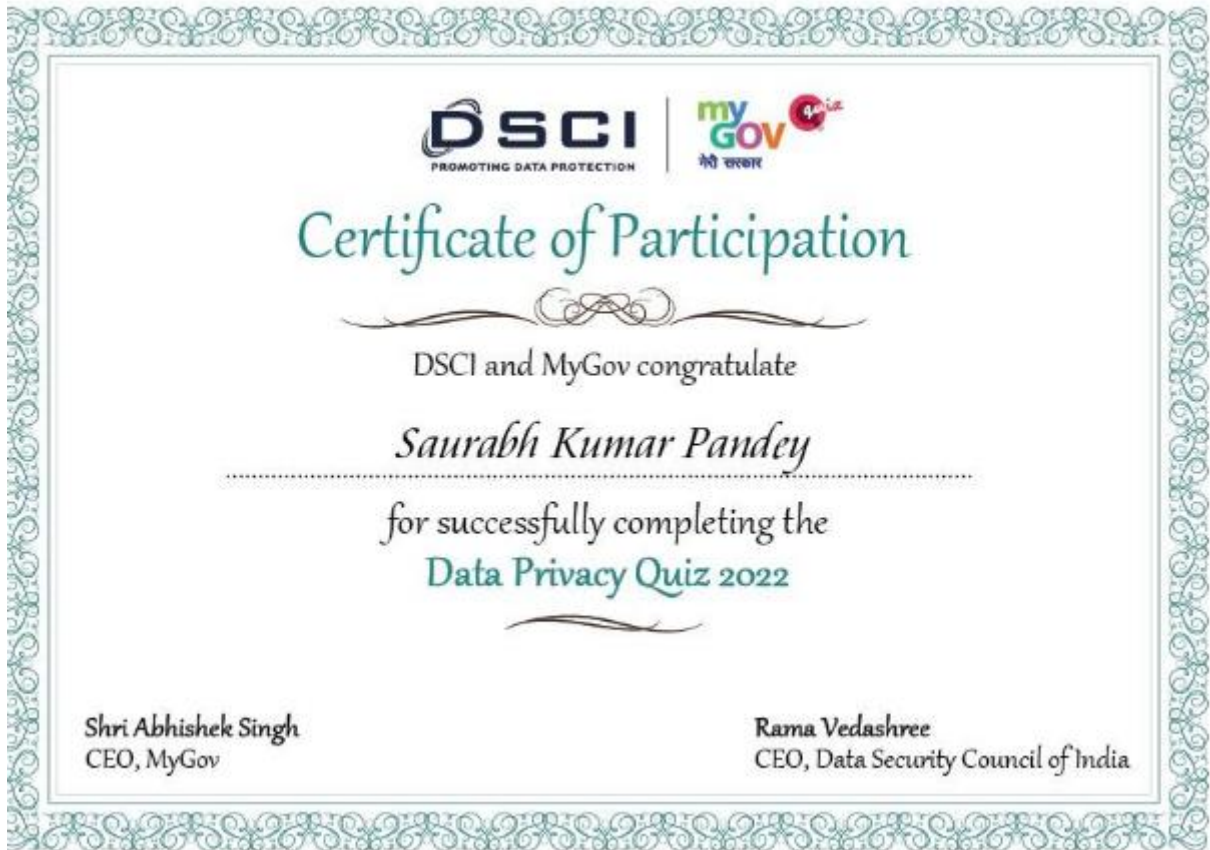 DSCI
PROMOTING DATA PROTECTION
my
GOV
quiz
मेरी सरकार
Certificate of Participation
DSCI and MyGov congratulate
Saurabh Kumar Pandey
for successfully completing the
Data Privacy Quiz 2022
Shri Abhishek Singh
CEO, MyGov
Rama Vedashree
CEO, Data Security Council of India